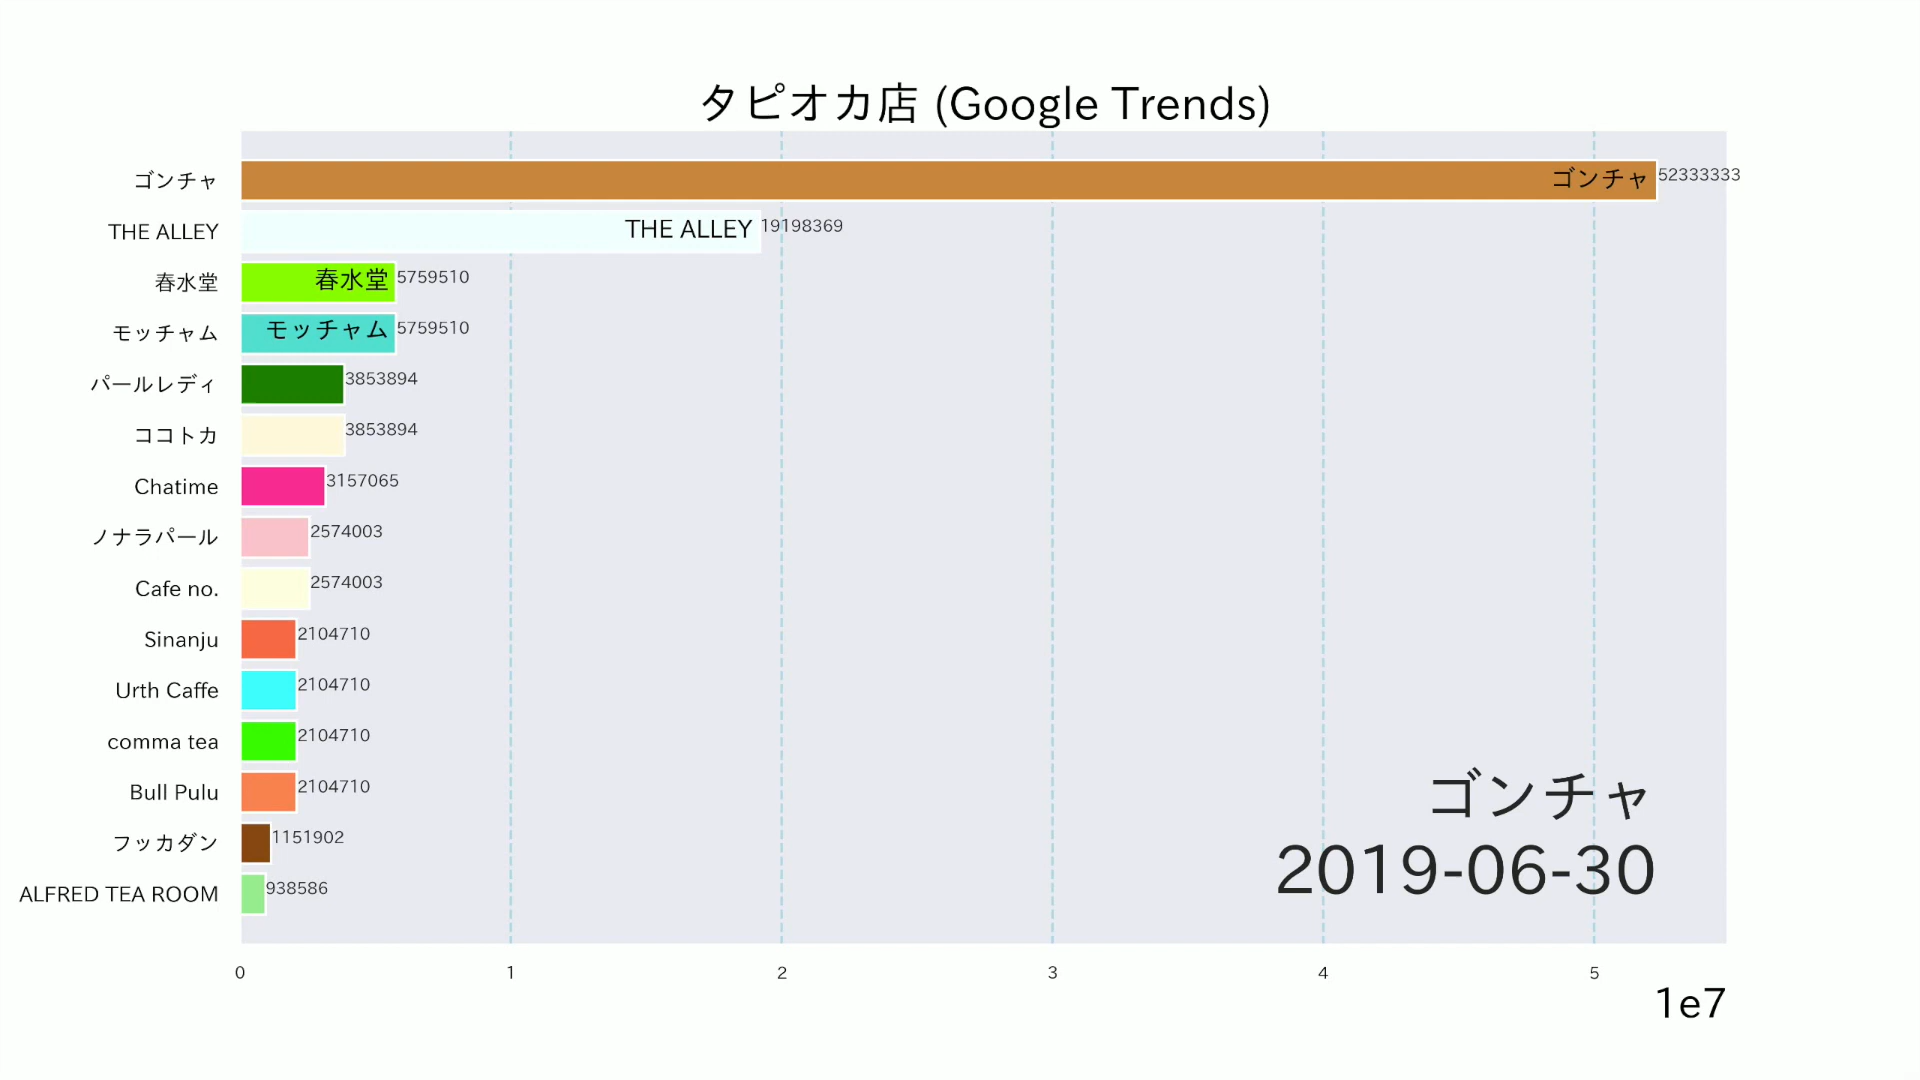 タピオカ店 (Google Trends)
ゴンチャ ゴンチャ 52333333
THE ALLEY THE ALLEY 19198369
春水堂 春水堂 5759510
モッチャム モッチャム 5759510
パールレディ 3853894
ココトカ 3853894
Chatime 3157065
ノナラパール 2574003
Cafe no. 2574003
Sinanju 2104710
Urth Caffe 2104710
comma tea 2104710
Bull Pulu 2104710
フッカダン 1151902
ALFRED TEA ROOM 938586
ゴンチャ
2019-06-30
0 1 2 3 4 5
1e7